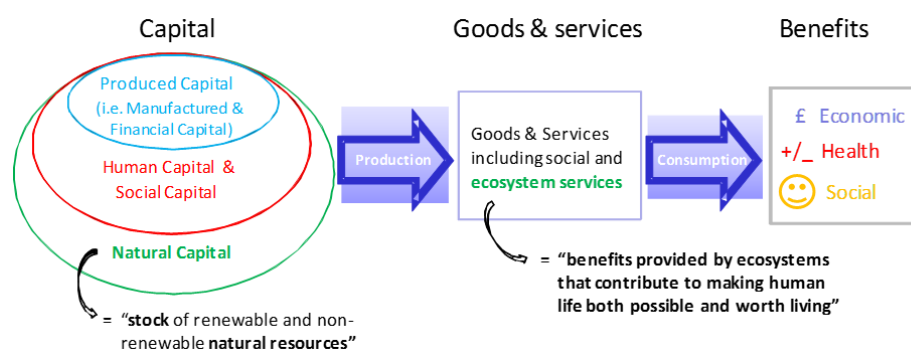 Capital
Goods & services
Benefits
Produced Capital
(i.e. Manufactured &
Financial Capital)
Human Capital &
Social Capital
Natural Capital
= “stock of renewable and non-
renewable natural resources”
Production
Goods & Services
including social and
ecosystem services
= “benefits provided by ecosystems
that contribute to making human
life both possible and worth living”
Consumption
£ Economic
+/_ Health
Social